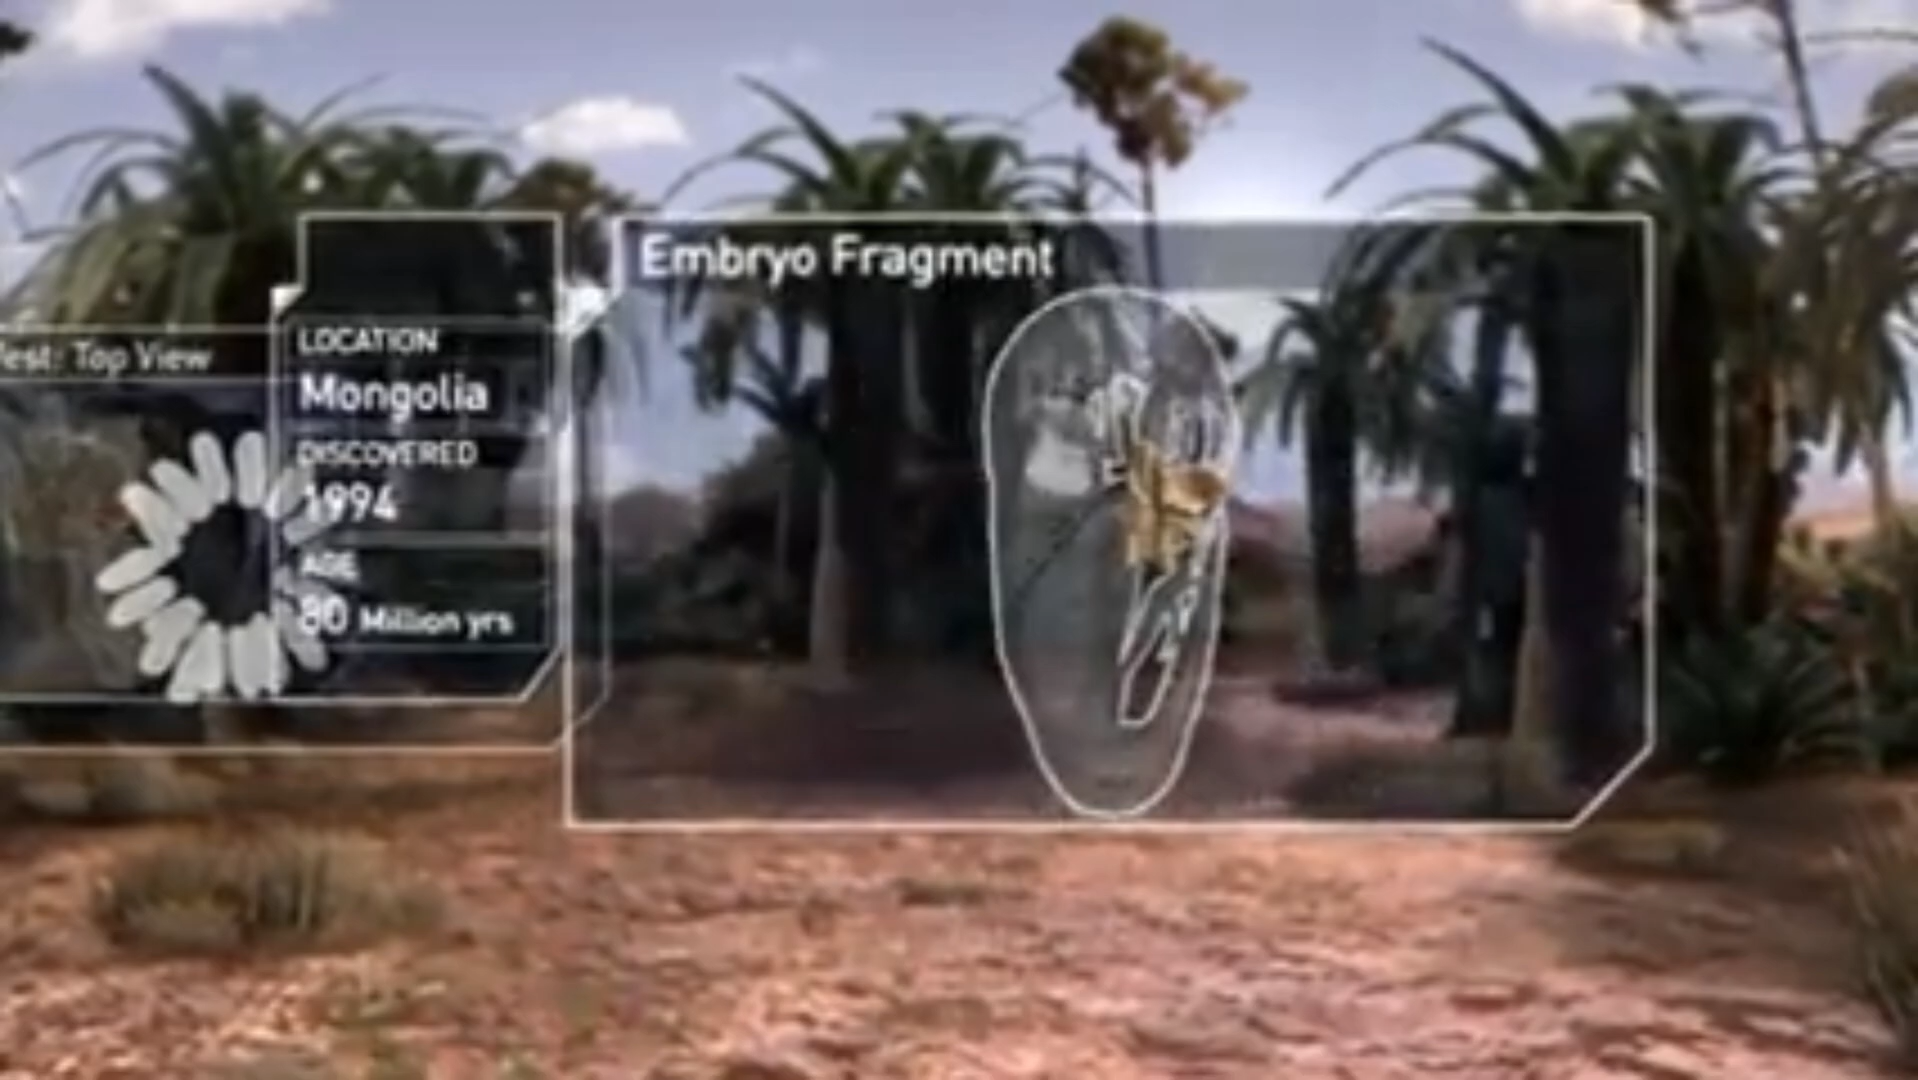 Embryo Fragment
LOCATION
est: Top View
Mongolia
DISCOVERED
1994
AGE
80 Million yrs